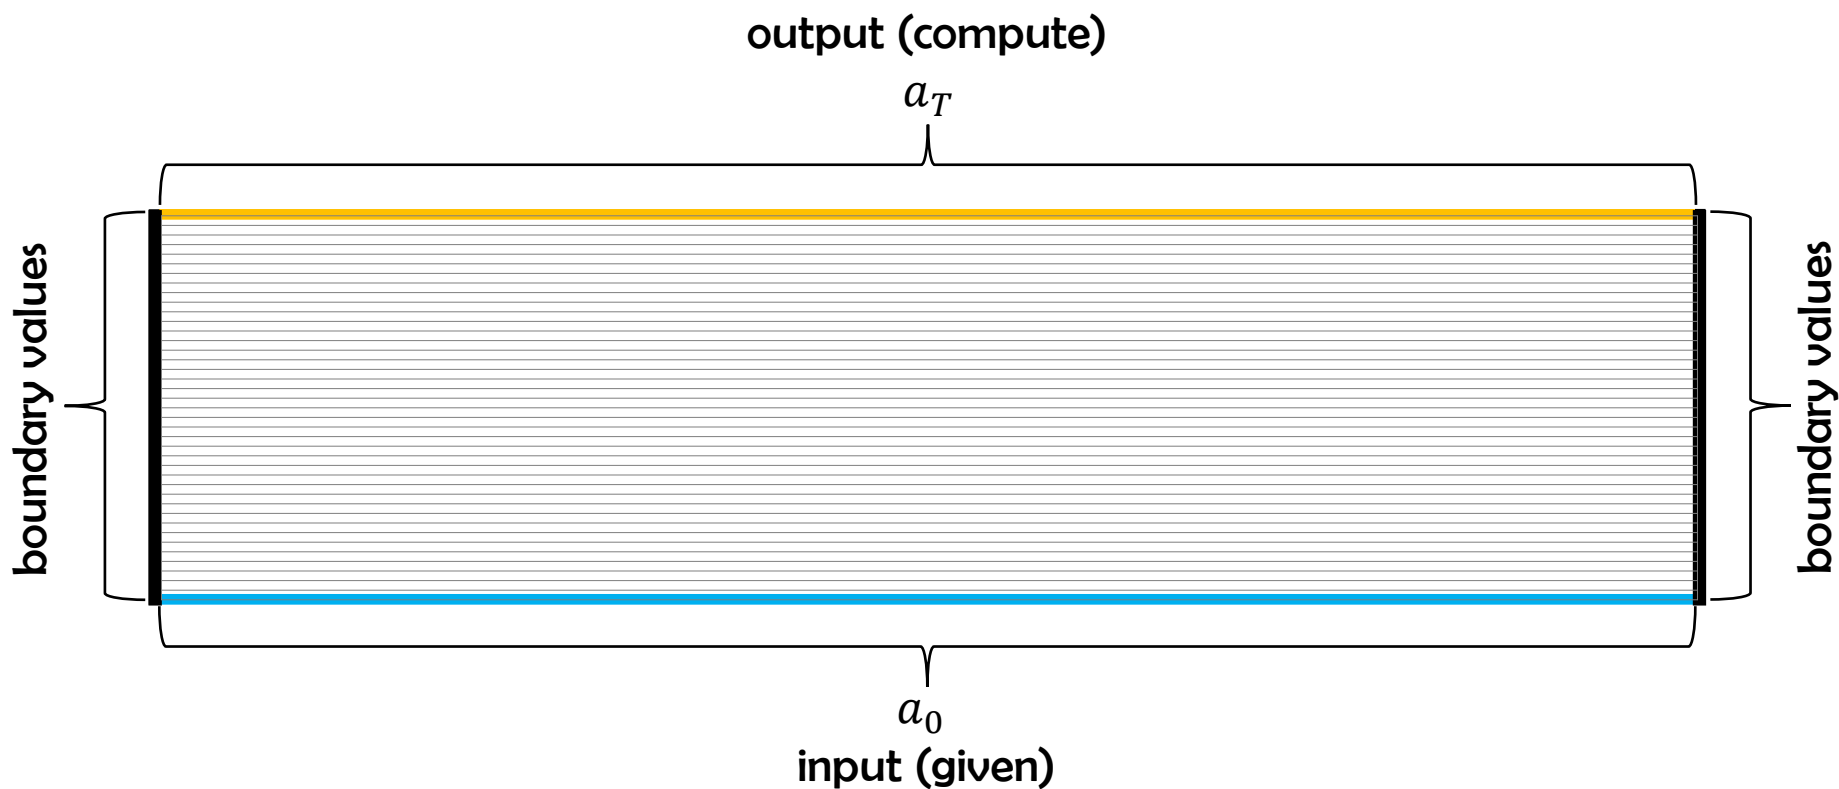 output (compute)
a_T
boundary values
boundary values
a_0
input (given)